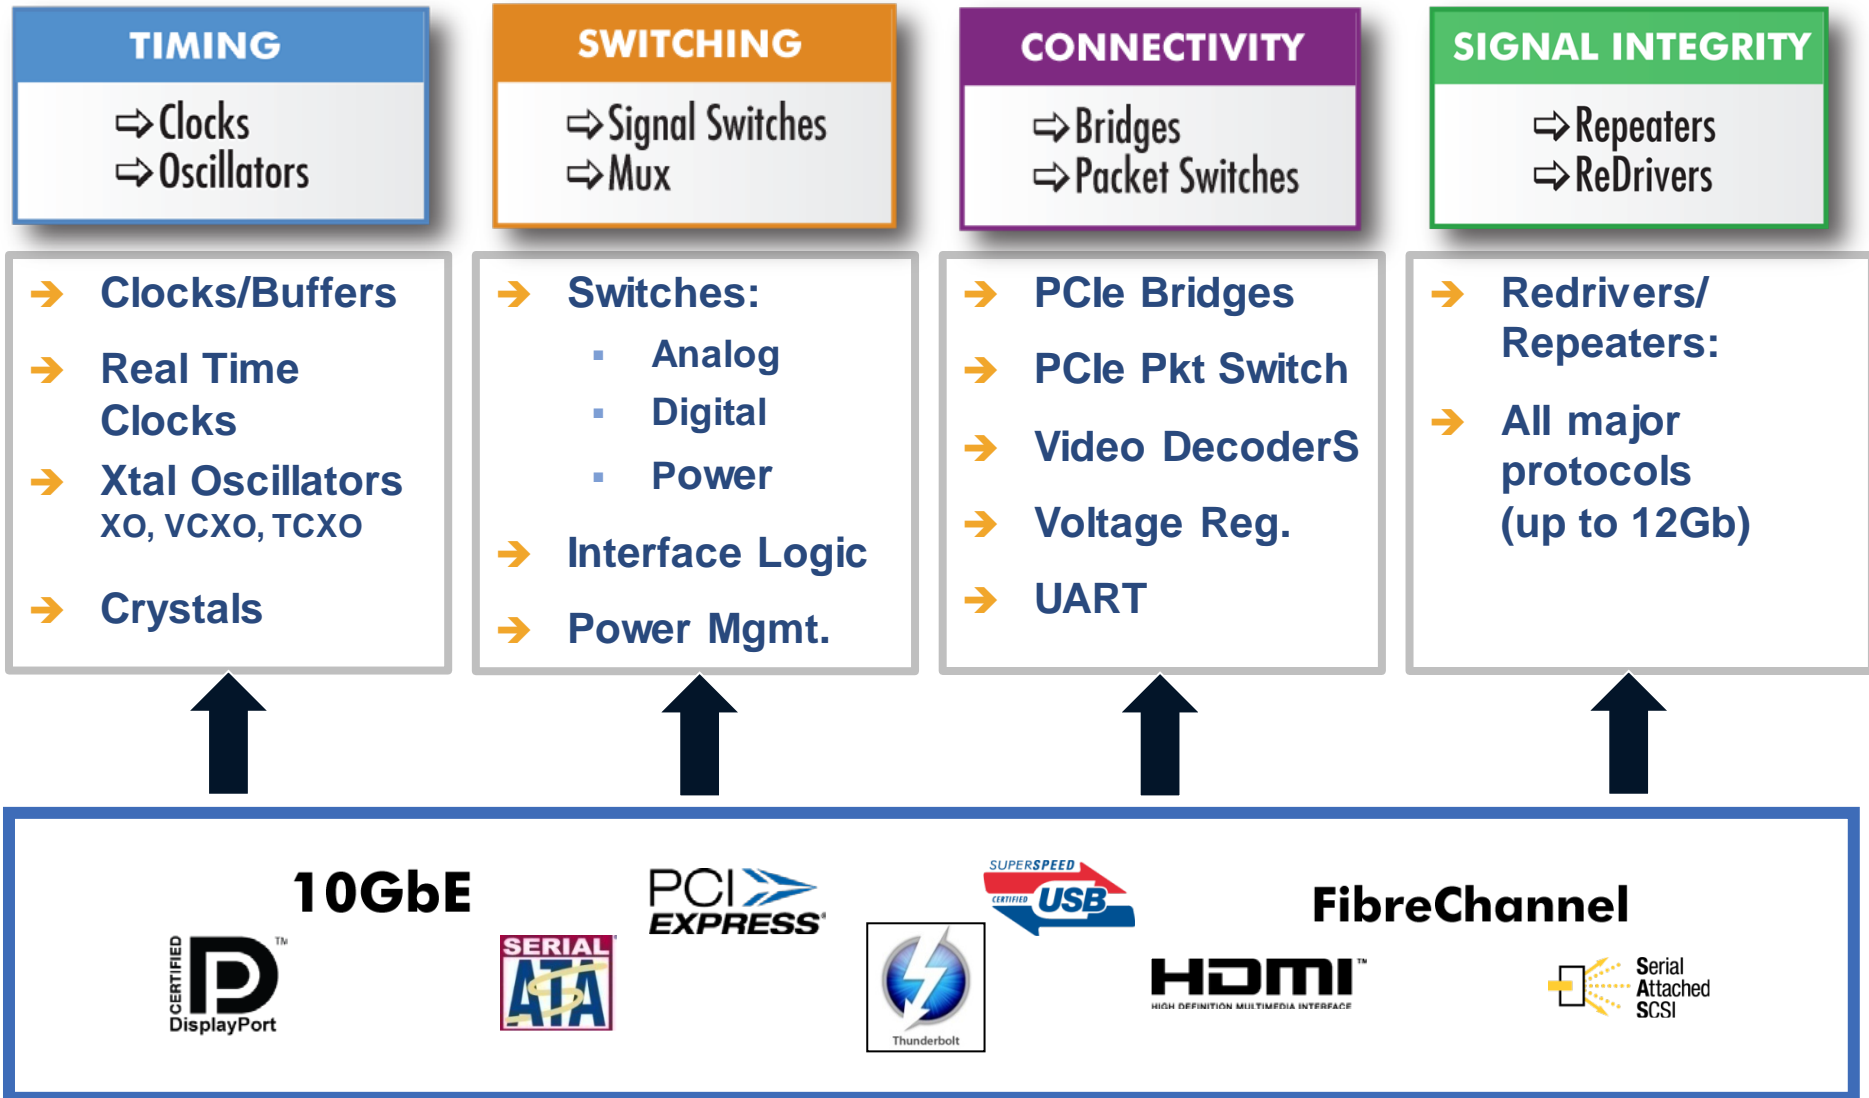 TIMING
⇨Clocks
⇨Oscillators
SWITCHING
⇨Signal Switches
⇨Mux
CONNECTIVITY
⇨Bridges
⇨Packet Switches
SIGNAL INTEGRITY
⇨Repeaters
⇨ReDrivers
➔ Clocks/Buffers
➔ Real Time
Clocks
➔ Xtal Oscillators
XO, VCXO, TCXO
➔ Crystals
➔ Switches:
▪ Analog
▪ Digital
▪ Power
➔ Interface Logic
➔ Power Mgmt.
➔ PCIe Bridges
➔ PCIe Pkt Switch
➔ Video DecoderS
➔ Voltage Reg.
➔ UART
➔ Redrivers/
Repeaters:
➔ All major
protocols
(up to 12Gb)
10GbE
PCI
EXPRESS®
SUPERSPEED
CERTIFIED USB
FibreChannel
CERTIFIED
DP™
DisplayPort
SERIAL
ATA
Thunderbolt
HDMI™
HIGH DEFINITION MULTIMEDIA INTERFACE
Serial
Attached
SCSI